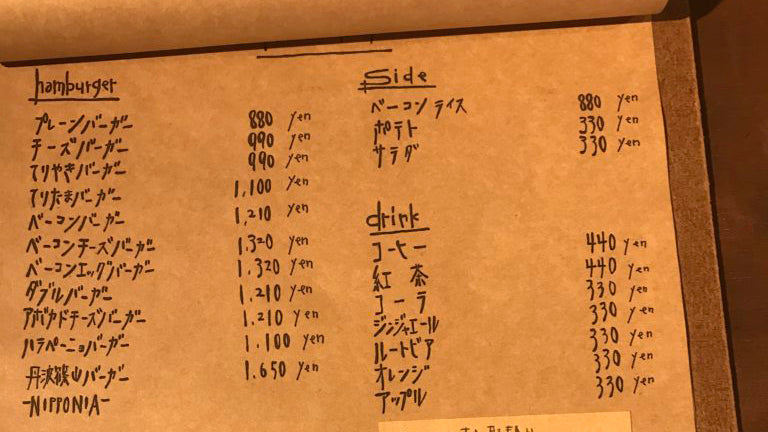 hamburger
プレーンバーガー 880 yen
チーズバーガー 990 yen
てりやきバーガー 990 yen
てりたまバーガー 1,100 yen
ベーコンバーガー 1,210 yen
ベーコンチーズバーガー 1,320 yen
ベーコンエッグバーガー 1,320 yen
ダブルバーガー 1,210 yen
アボカドチーズバーガー 1,210 yen
ハラペーニョバーガー 1,100 yen
丹波篠山バーガー 1,650 yen
-NIPPONIA-
Side
ベーコンライス 880 yen
ポテト 330 yen
サラダ 330 yen
drink
コーヒー 440 yen
紅 茶 440 yen
コーラ 330 yen
ジンジャエール 330 yen
ルートビア 330 yen
オレンジ 330 yen
アップル 330 yen